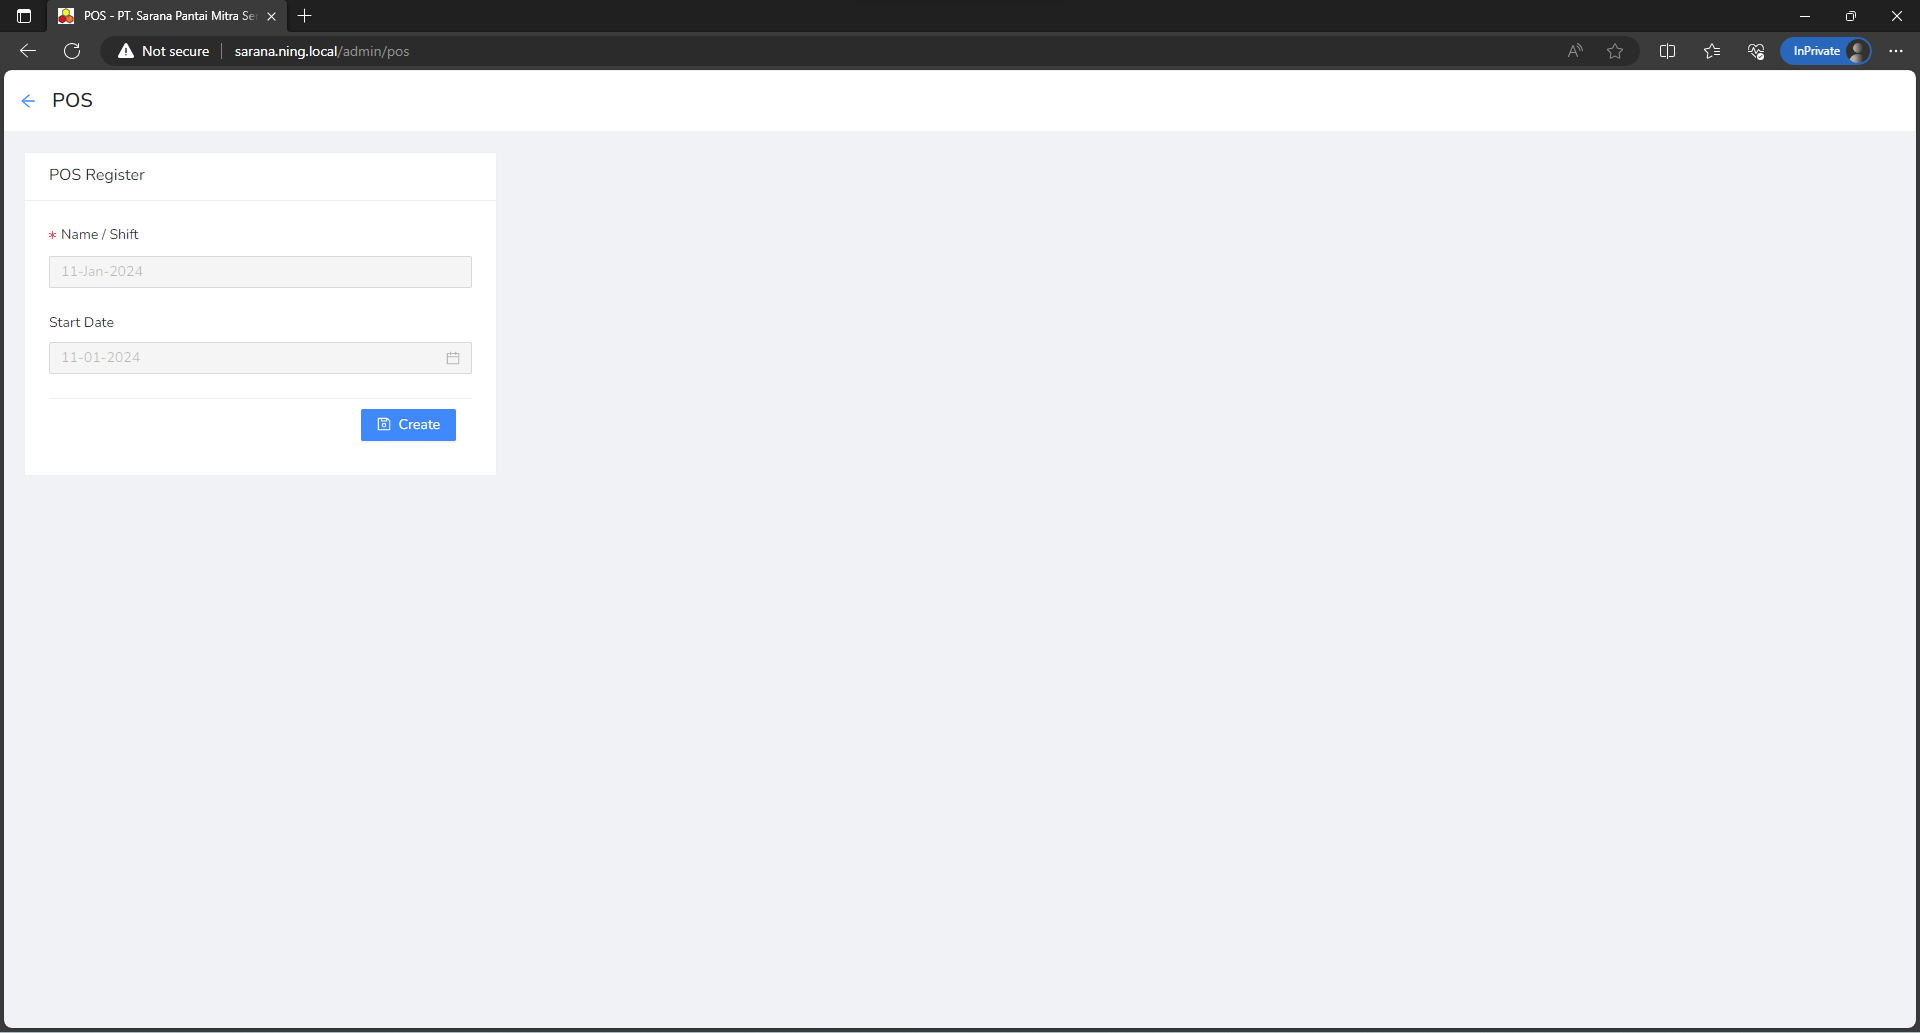 POS - PT. Sarana Pantai Mitra Se
Not secure
sarana.ning.local/admin/pos
InPrivate
POS
POS Register
* Name / Shift
11-Jan-2024
Start Date
11-01-2024
Create